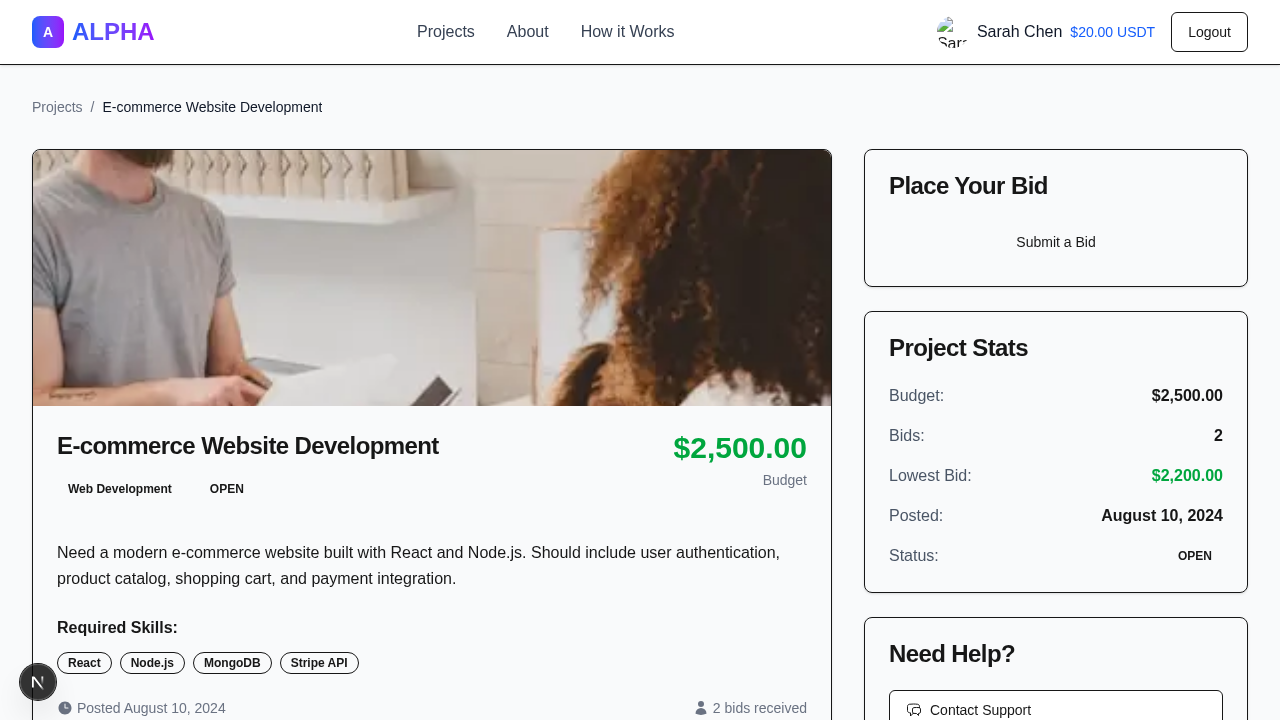 A ALPHA
Projects About How it Works
Sarah Chen $20.00 USDT Logout
Projects / E-commerce Website Development
E-commerce Website Development
$2,500.00
Budget
Web Development OPEN
Need a modern e-commerce website built with React and Node.js. Should include user authentication,
product catalog, shopping cart, and payment integration.
Required Skills:
React Node.js MongoDB Stripe API
Posted August 10, 2024 2 bids received
N
Place Your Bid
Submit a Bid
Project Stats
Budget: $2,500.00
Bids: 2
Lowest Bid: $2,200.00
Posted: August 10, 2024
Status: OPEN
Need Help?
Contact Support